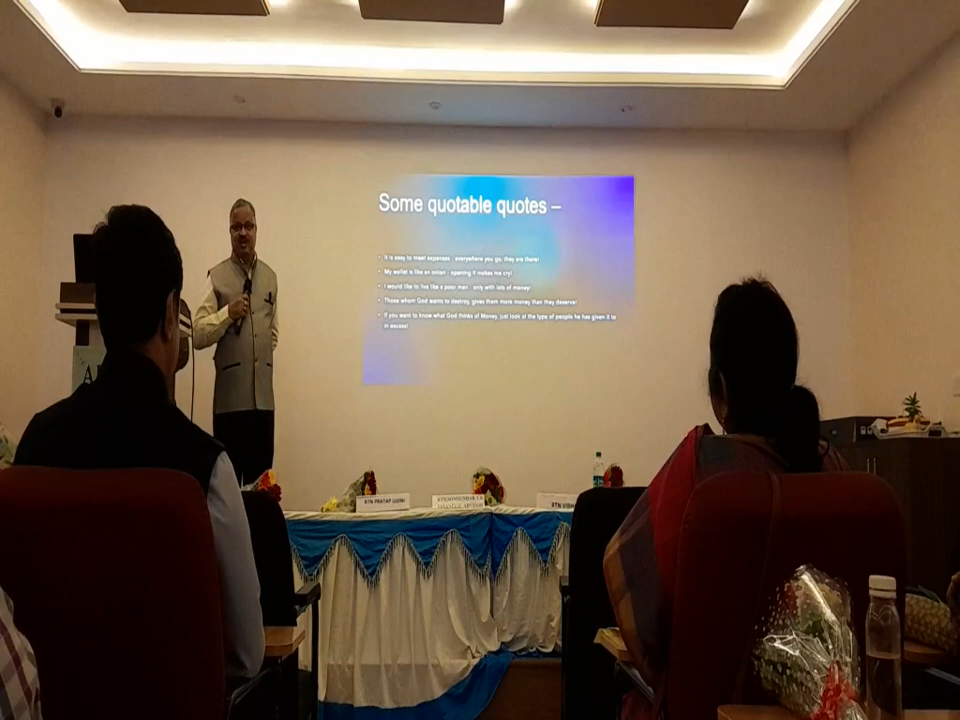 Some quotable quotes –
• It is easy to meet expenses - everywhere you go, they are there!
• My wallet is like an onion - opening it makes me cry!
• I would like to live like a poor man - only with lots of money!
• Those whom God wants to destroy, gives them more money than they deserve!
• If you want to know what God thinks of Money, just look at the type of people he has given it to
in excess!
A
RTN PRATAP
FINANCIAL ADVISOR
RTN